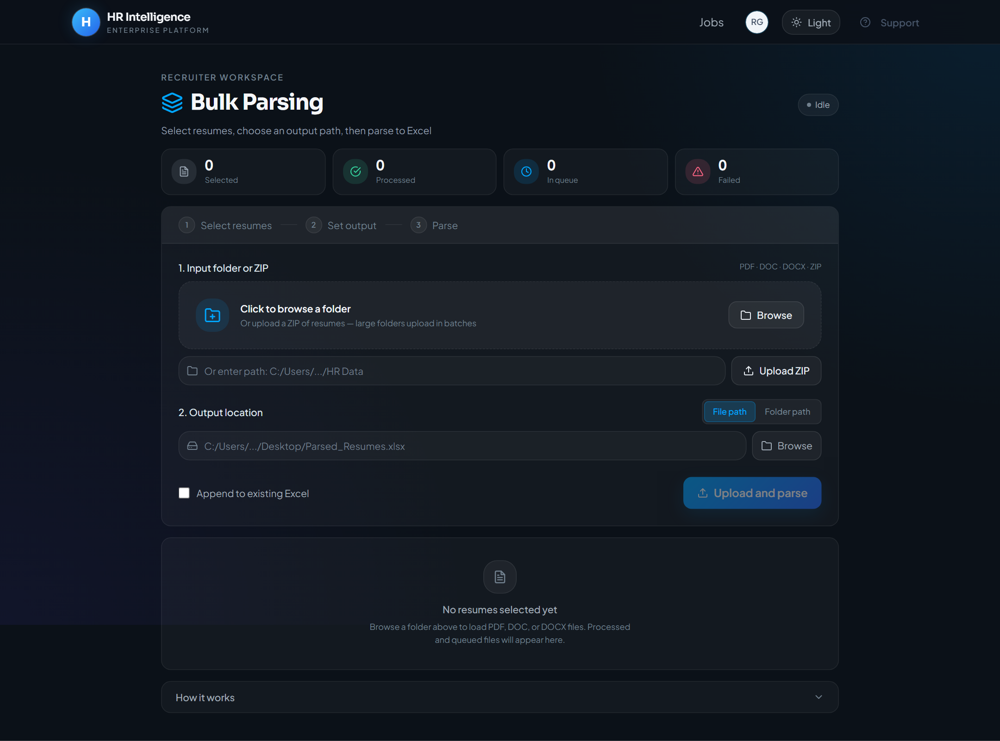 H
HR Intelligence
ENTERPRISE PLATFORM
Jobs
RG
Light
Support
RECRUITER WORKSPACE
Bulk Parsing
Idle
Select resumes, choose an output path, then parse to Excel
0
Selected
0
Processed
0
In queue
0
Failed
1 Select resumes
2 Set output
3 Parse
1. Input folder or ZIP
PDF · DOC · DOCX · ZIP
Click to browse a folder
Or upload a ZIP of resumes — large folders upload in batches
Browse
Or enter path: C:/Users/.../HR Data
Upload ZIP
2. Output location
File path
Folder path
C:/Users/.../Desktop/Parsed_Resumes.xlsx
Browse
Append to existing Excel
Upload and parse
No resumes selected yet
Browse a folder above to load PDF, DOC, or DOCX files. Processed
and queued files will appear here.
How it works